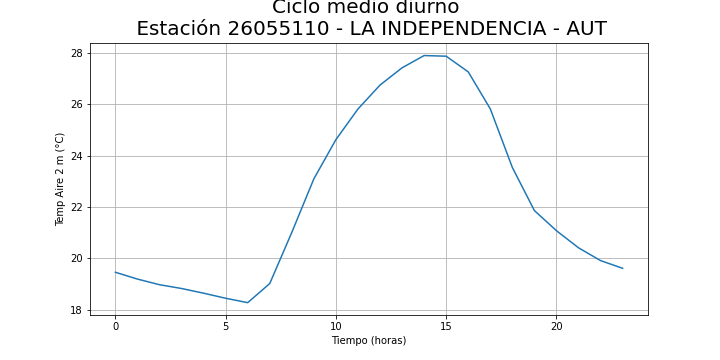 Ciclo medio diurno
Estación 26055110 - LA INDEPENDENCIA - AUT
28
26
24
22
20
18
Temp Aire 2 m (°C)
0
5
10
15
20
Tiempo (horas)